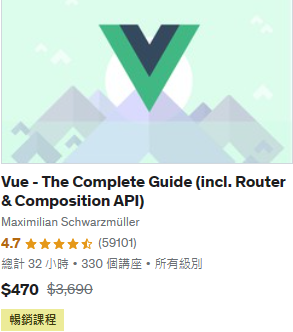 Vue - The Complete Guide (incl. Router
& Composition API)
Maximilian Schwarzmüller
4.7 (59101)
總計 32 小時 • 330 個講座 • 所有級別
$470 $3,690
暢銷課程